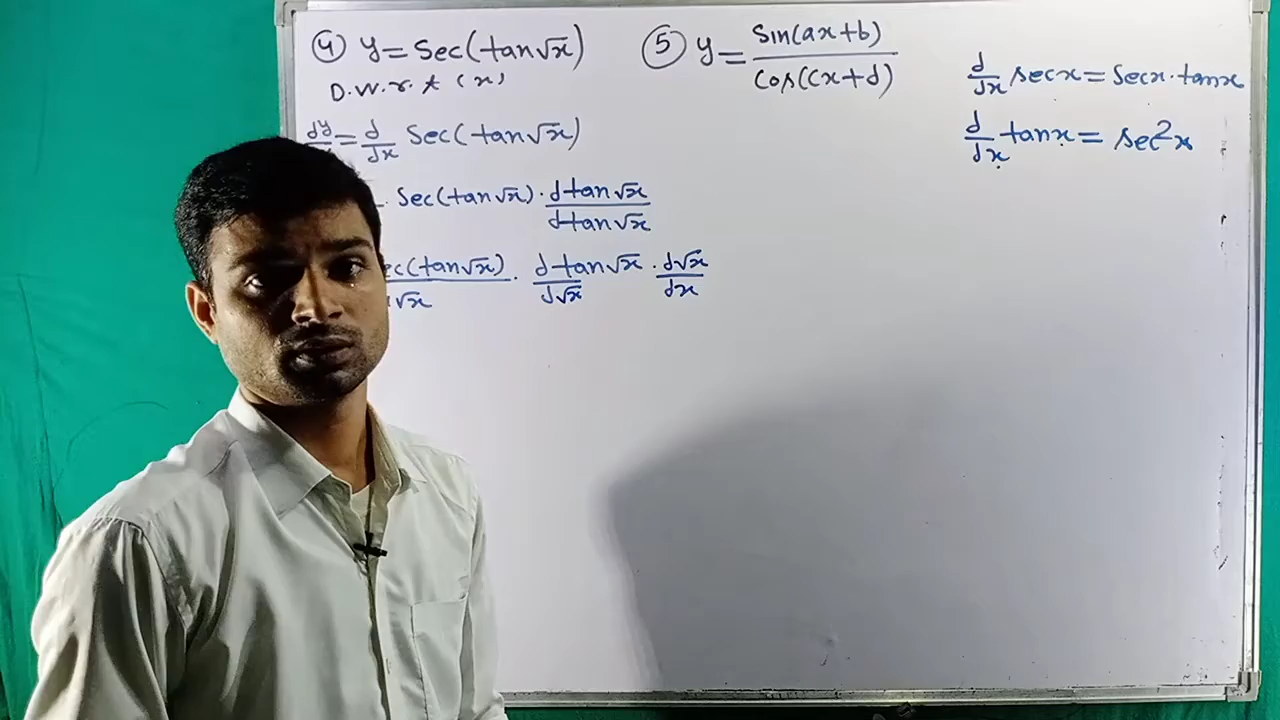 ④ y = Sec(tan√x)
D.w.r.t (x)
dy = d/dx Sec(tan√x)
. Sec(tan√x) . dtan√x/dtan√x
ec(tan√x)/√x . dtan√x/d√x . d√x/dx
⑤ y = Sin(ax+b)/Cos(cx+d)
d/dx secx = secx . tanx
d/dx tanx = sec²x